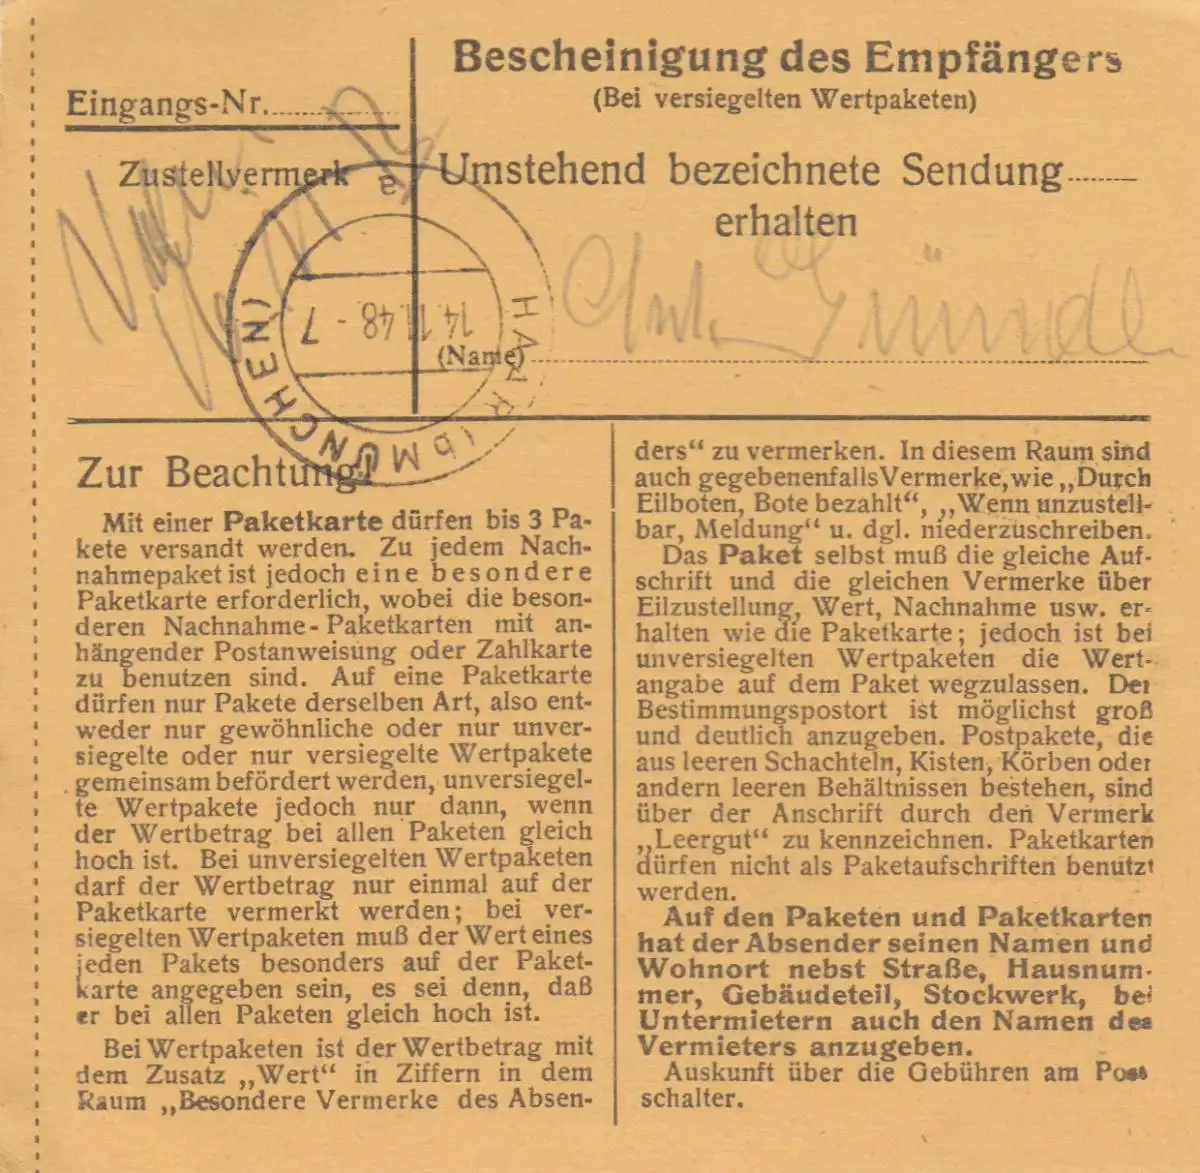 Eingangs-Nr.
Zustellvermerk
Bescheinigung des Empfängers
(Bei versiegelten Wertpaketen)
Umstehend bezeichnete Sendung
erhalten
(Name)
HAAR (b MÜNCHEN)
a
14.11.48 - 7
Zur Beachtung!
Mit einer Paketkarte dürfen bis 3 Pa-
kete versandt werden. Zu jedem Nach-
nahmepaket ist jedoch eine besondere
Paketkarte erforderlich, wobei die beson-
deren Nachnahme-Paketkarten mit an-
hängender Postanweisung oder Zahlkarte
zu benutzen sind. Auf eine Paketkarte
dürfen nur Pakete derselben Art, also ent-
weder nur gewöhnliche oder nur unver-
siegelte oder nur versiegelte Wertpakete
gemeinsam befördert werden, unversiegel-
te Wertpakete jedoch nur dann, wenn
der Wertbetrag bei allen Paketen gleich
hoch ist. Bei unversiegelten Wertpaketen
darf der Wertbetrag nur einmal auf der
Paketkarte vermerkt werden; bei ver-
siegelten Wertpaketen muß der Wert eines
jeden Pakets besonders auf der Paket-
karte angegeben sein, es sei denn, daß
er bei allen Paketen gleich hoch ist.
Bei Wertpaketen ist der Wertbetrag mit
dem Zusatz „Wert“ in Ziffern in dem
Raum „Besondere Vermerke des Absen-
ders“ zu vermerken. In diesem Raum sind
auch gegebenenfalls Vermerke, wie „Durch
Eilboten, Bote bezahlt“, „Wenn unzustell-
bar, Meldung“ u. dgl. niederzuschreiben.
Das Paket selbst muß die gleiche Auf-
schrift und die gleichen Vermerke über
Eilzustellung, Wert, Nachnahme usw. er-
halten wie die Paketkarte; jedoch ist bei
unversiegelten Wertpaketen die Wert-
angabe auf dem Paket wegzulassen. Der
Bestimmungspostort ist möglichst groß
und deutlich anzugeben. Postpakete, die
aus leeren Schachteln, Kisten, Körben oder
andern leeren Behältnissen bestehen, sind
über der Anschrift durch den Vermerk
„Leergut“ zu kennzeichnen. Paketkarten
dürfen nicht als Paketaufschriften benutzt
werden.
Auf den Paketen und Paketkarten
hat der Absender seinen Namen und
Wohnort nebst Straße, Hausnum-
mer, Gebäudeteil, Stockwerk, bei
Untermietern auch den Namen des
Vermieters anzugeben.
Auskunft über die Gebühren am Post
schalter.